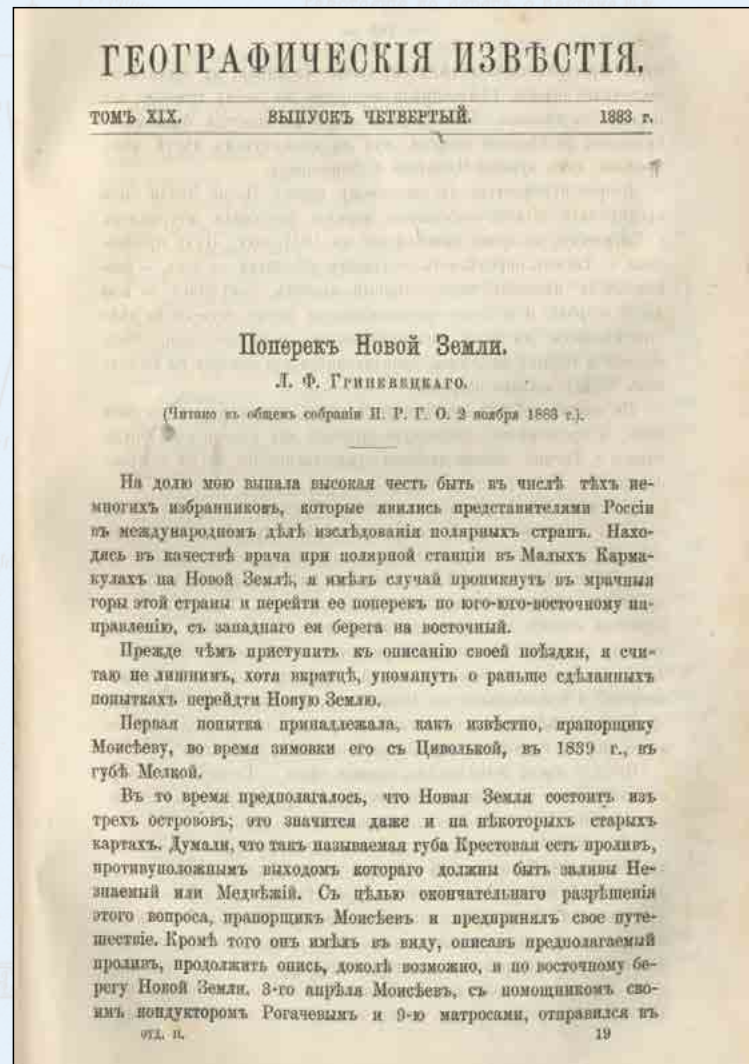 ГЕОГРАФИЧЕСКІЯ ИЗВѢСТІЯ.
ТОМЪ XIX. ВЫПУСКЪ ЧЕТВЕРТЫЙ. 1883 г.
Поперекъ Новой Земли.
Л. Ф. Гриневецкаго.
(Читано въ общемъ собраніи И. Р. Г. О. 2 ноября 1883 г.).
На долю мою выпала высокая честь быть въ числѣ тѣхъ не-
многихъ избранниковъ, которые явились представителями Россіи
въ международномъ дѣлѣ изслѣдованія полярныхъ странъ. Нахо-
дясь въ качествѣ врача при полярной станціи въ Малыхъ Карма-
кулахъ на Новой Землѣ, я имѣлъ случай проникнуть въ мрачныя
горы этой страны и перейти ее поперекъ по юго-юго-восточному на-
правленію, съ западнаго ея берега на восточный.
Прежде чѣмъ приступить къ описанію своей поѣздки, я счи-
таю не лишнимъ, хотя вкратцѣ, упомянуть о раньше сдѣланныхъ
попыткахъ перейдти Новую Землю.
Первая попытка принадлежала, какъ извѣстно, прапорщику
Моисѣеву, во время зимовки его съ Циволькой, въ 1839 г., въ
губѣ Мелкой.
Въ то время предполагалось, что Новая Земля состоитъ изъ
трехъ острововъ; это значится даже и на нѣкоторыхъ старыхъ
картахъ. Думали, что такъ называемая губа Крестовая есть проливъ,
противуположнымъ выходомъ котораго должны быть заливы Не-
знаемый или Медвѣжій. Съ цѣлью окончательнаго разрѣшенія
этого вопроса, прапорщикъ Моисѣевъ и предпринялъ свое путе-
шествіе. Кромѣ того онъ имѣлъ въ виду, описавъ предполагаемый
проливъ, продолжить опись, доколѣ возможно, и по восточному бе-
регу Новой Земли. 3-го апрѣля Моисѣевъ, съ помощникомъ сво-
имъ кондукторомъ Рогачевымъ и 9-ю матросами, отправился въ
ОТД. II. 19